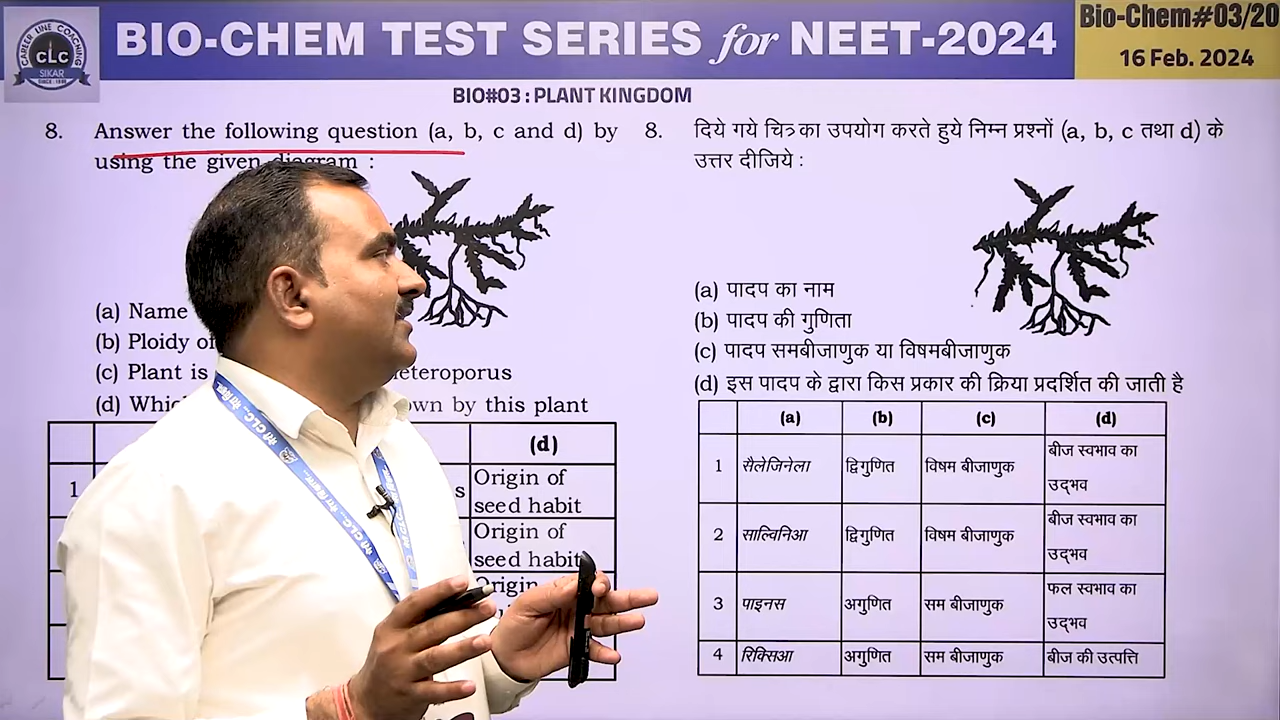 CAREER LINE COACHING
CLC
SIKAR
SINCE : 1996
BIO-CHEM TEST SERIES for NEET-2024
Bio-Chem#03/20
16 Feb. 2024
BIO#03 : PLANT KINGDOM
8. Answer the following question (a, b, c and d) by
using the given diagram :
(a) Name
(b) Ploidy of
(c) Plant is eteroporus
(d) Whic own by this plant
(d)
1 s Origin of
seed habit
Origin of
seed habit
Origin
8. दिये गये चित्र का उपयोग करते हुये निम्न प्रश्नों (a, b, c तथा d) के
उत्तर दीजिये :
(a) पादप का नाम
(b) पादप की गुणिता
(c) पादप समबीजाणुक या विषमबीजाणुक
(d) इस पादप के द्वारा किस प्रकार की क्रिया प्रदर्शित की जाती है
(a) (b) (c) (d)
1 सैलेजिनेला द्विगुणित विषम बीजाणुक बीज स्वभाव का
उद्भव
2 साल्विनिआ द्विगुणित विषम बीजाणुक बीज स्वभाव का
उद्भव
3 पाइनस अगुणित सम बीजाणुक फल स्वभाव का
उद्भव
4 रिक्सिआ अगुणित सम बीजाणुक बीज की उत्पत्ति